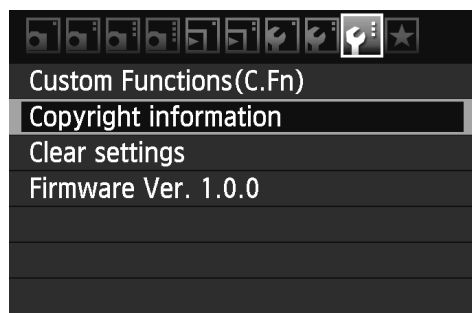 Custom Functions(C.Fn)
Copyright information
Clear settings
Firmware Ver. 1.0.0